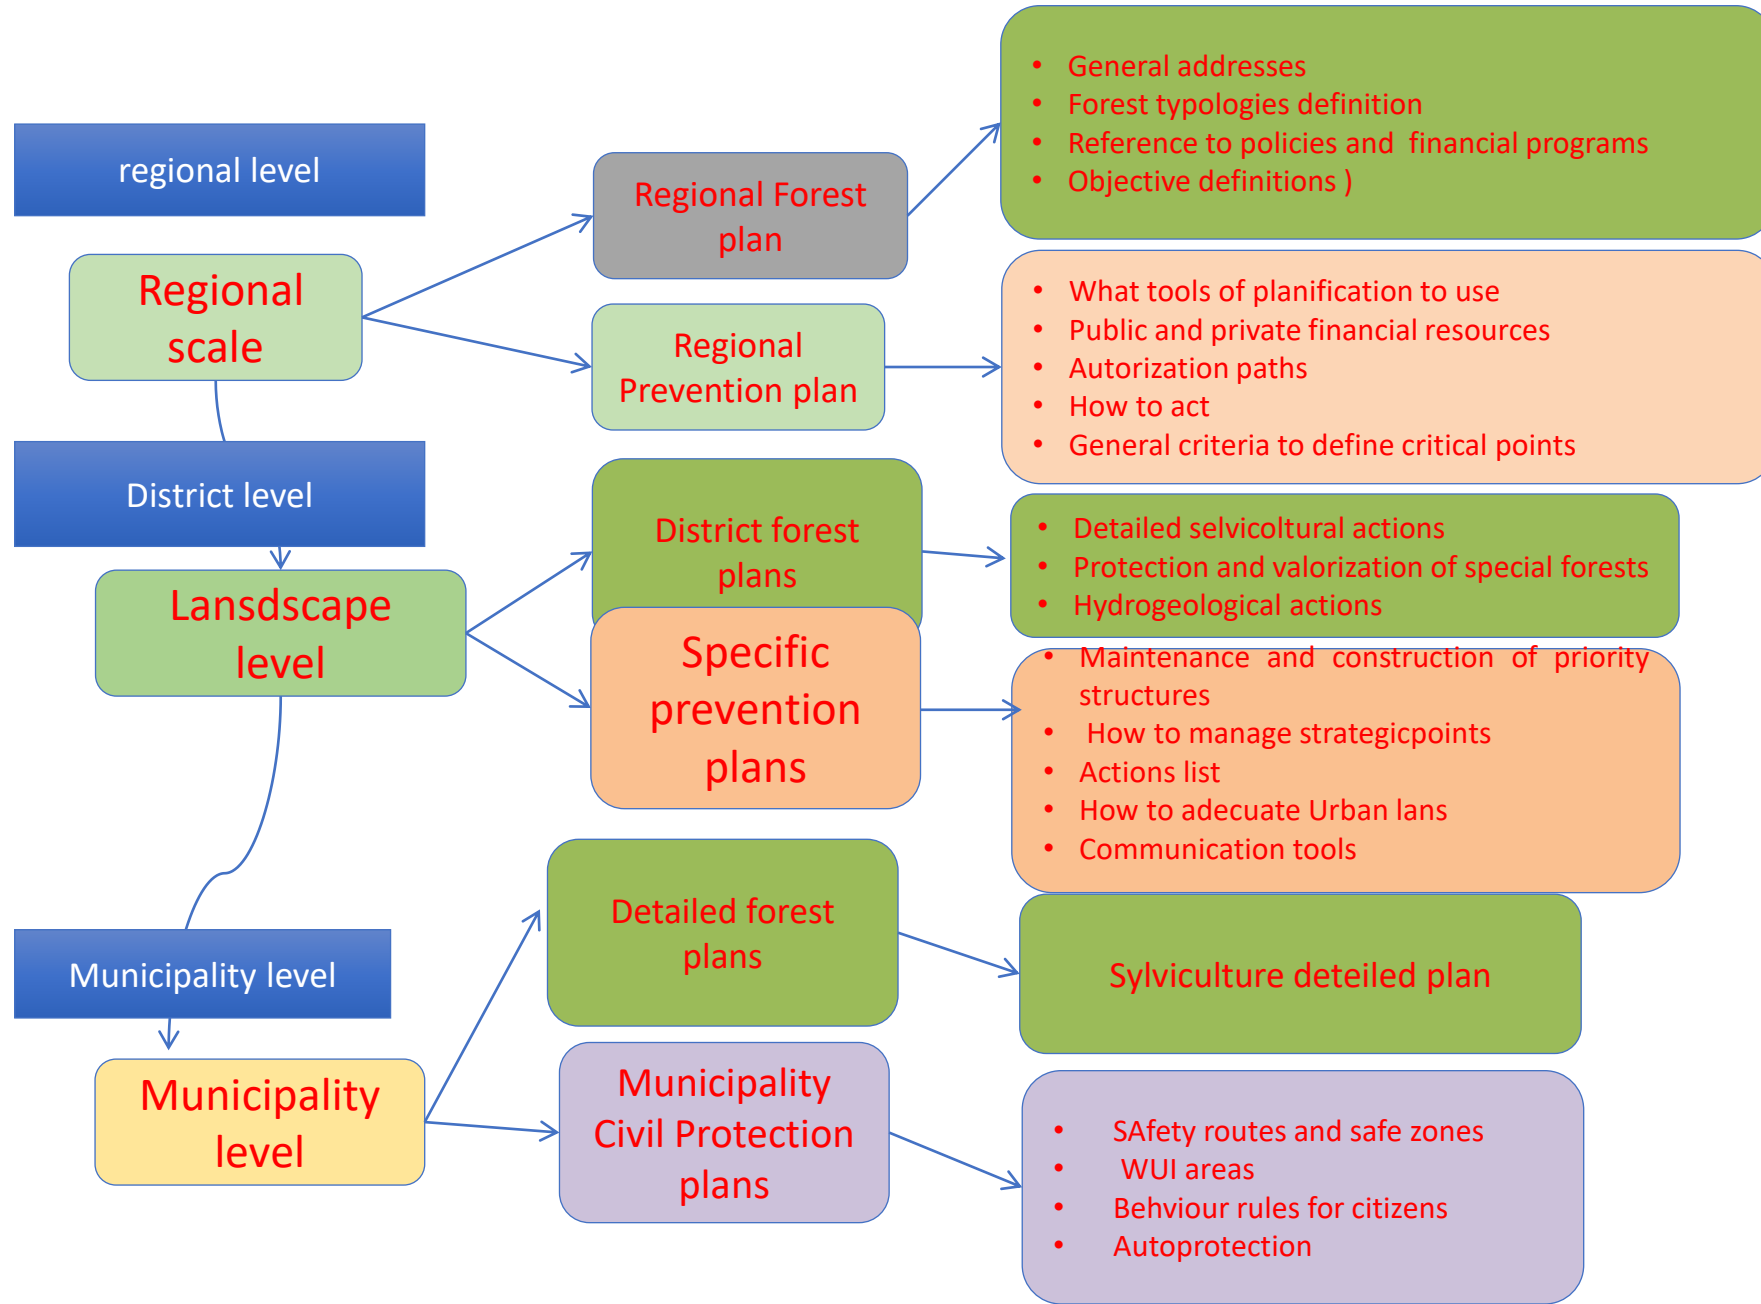 regional level
Regional
scale
Regional Forest
plan
• General addresses
• Forest typologies definition
• Reference to policies and financial programs
• Objective definitions )
Regional
Prevention plan
• What tools of planification to use
• Public and private financial resources
• Autorization paths
• How to act
• General criteria to define critical points
District level
Lansdscape
level
District forest
plans
• Detailed selvicoltural actions
• Protection and valorization of special forests
• Hydrogeological actions
Specific
prevention
plans
• Maintenance and construction of priority
structures
• How to manage strategicpoints
• Actions list
• How to adecuate Urban lans
• Communication tools
Municipality level
Municipality
level
Detailed forest
plans
Sylviculture deteiled plan
Municipality
Civil Protection
plans
• SAfety routes and safe zones
• WUI areas
• Behviour rules for citizens
• Autoprotection